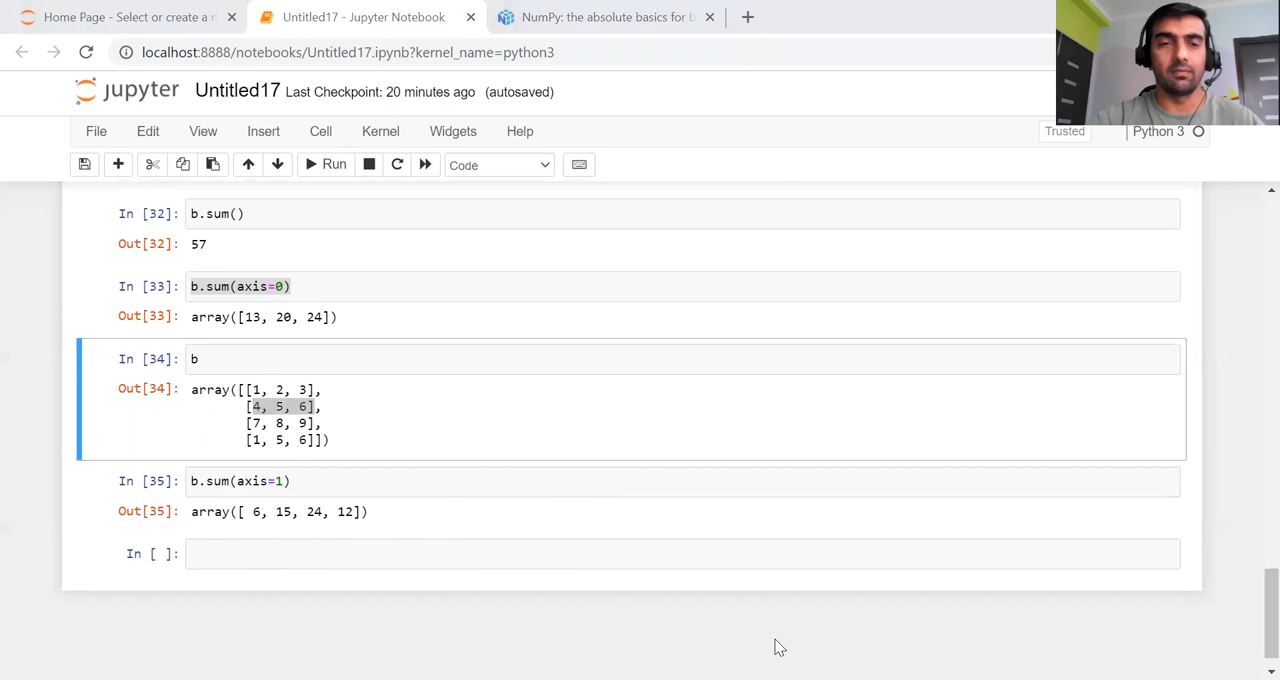 Home Page - Select or create a n
Untitled17 - Jupyter Notebook
NumPy: the absolute basics for b
localhost:8888/notebooks/Untitled17.ipynb?kernel_name=python3
jupyter Untitled17 Last Checkpoint: 20 minutes ago (autosaved)
File Edit View Insert Cell Kernel Widgets Help Trusted Python 3
Run Code
In [32]: b.sum()
Out[32]: 57
In [33]: b.sum(axis=0)
Out[33]: array([13, 20, 24])
In [34]: b
Out[34]: array([[1, 2, 3],
[4, 5, 6],
[7, 8, 9],
[1, 5, 6]])
In [35]: b.sum(axis=1)
Out[35]: array([ 6, 15, 24, 12])
In [ ]: